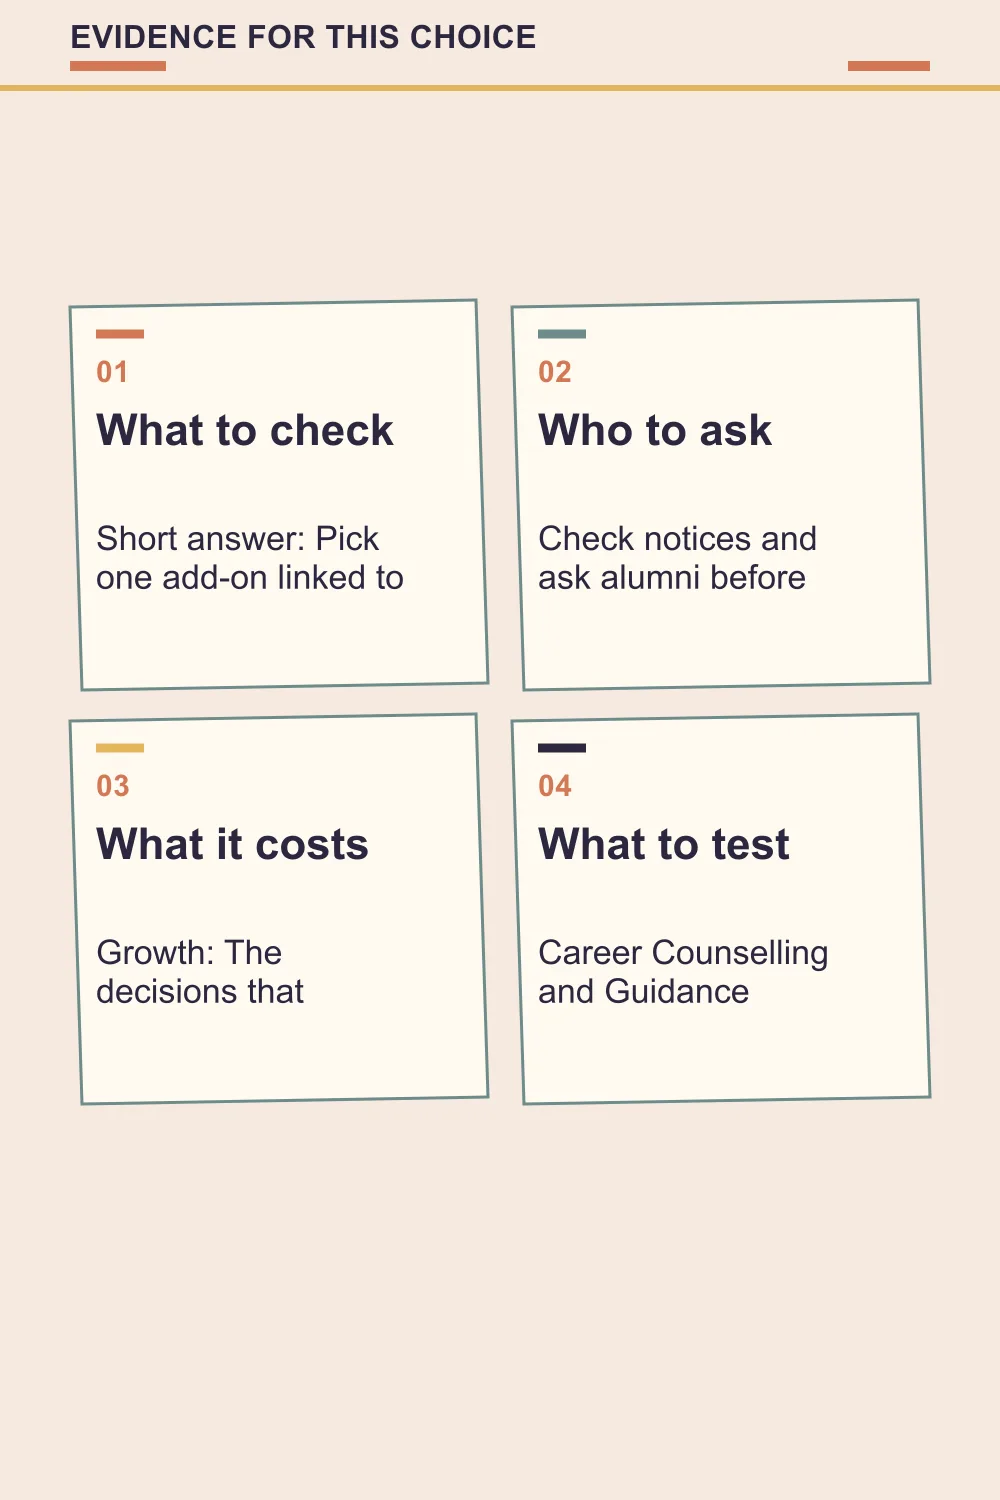 EVIDENCE FOR THIS CHOICE
01
What to check
Short answer: Pick
one add-on linked to
02
Who to ask
Check notices and
ask alumni before
03
What it costs
Growth: The
decisions that
04
What to test
Career Counselling
and Guidance